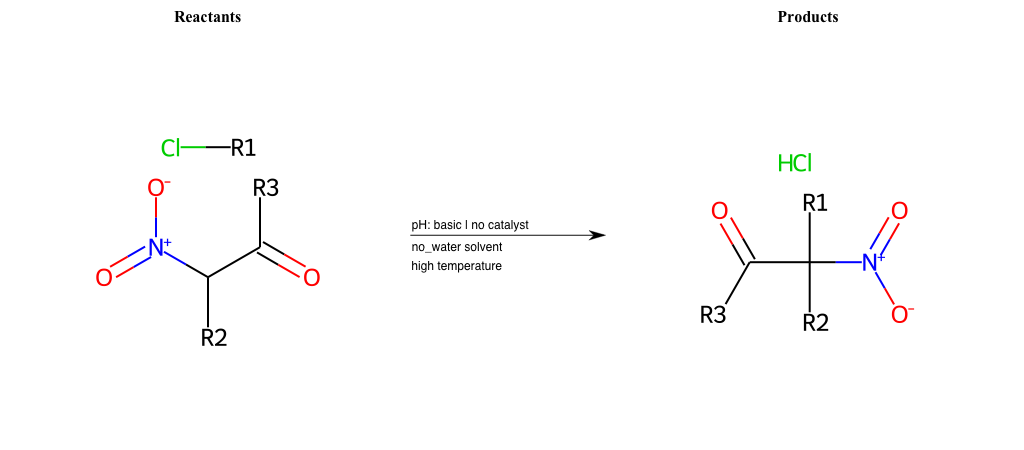 Reactants
Products
Cl
R1
O-
R3
N+
O
O
R2
pH: basic | no catalyst
no_water solvent
high temperature
HCl
R1
O
O
N+
R3
R2
O-